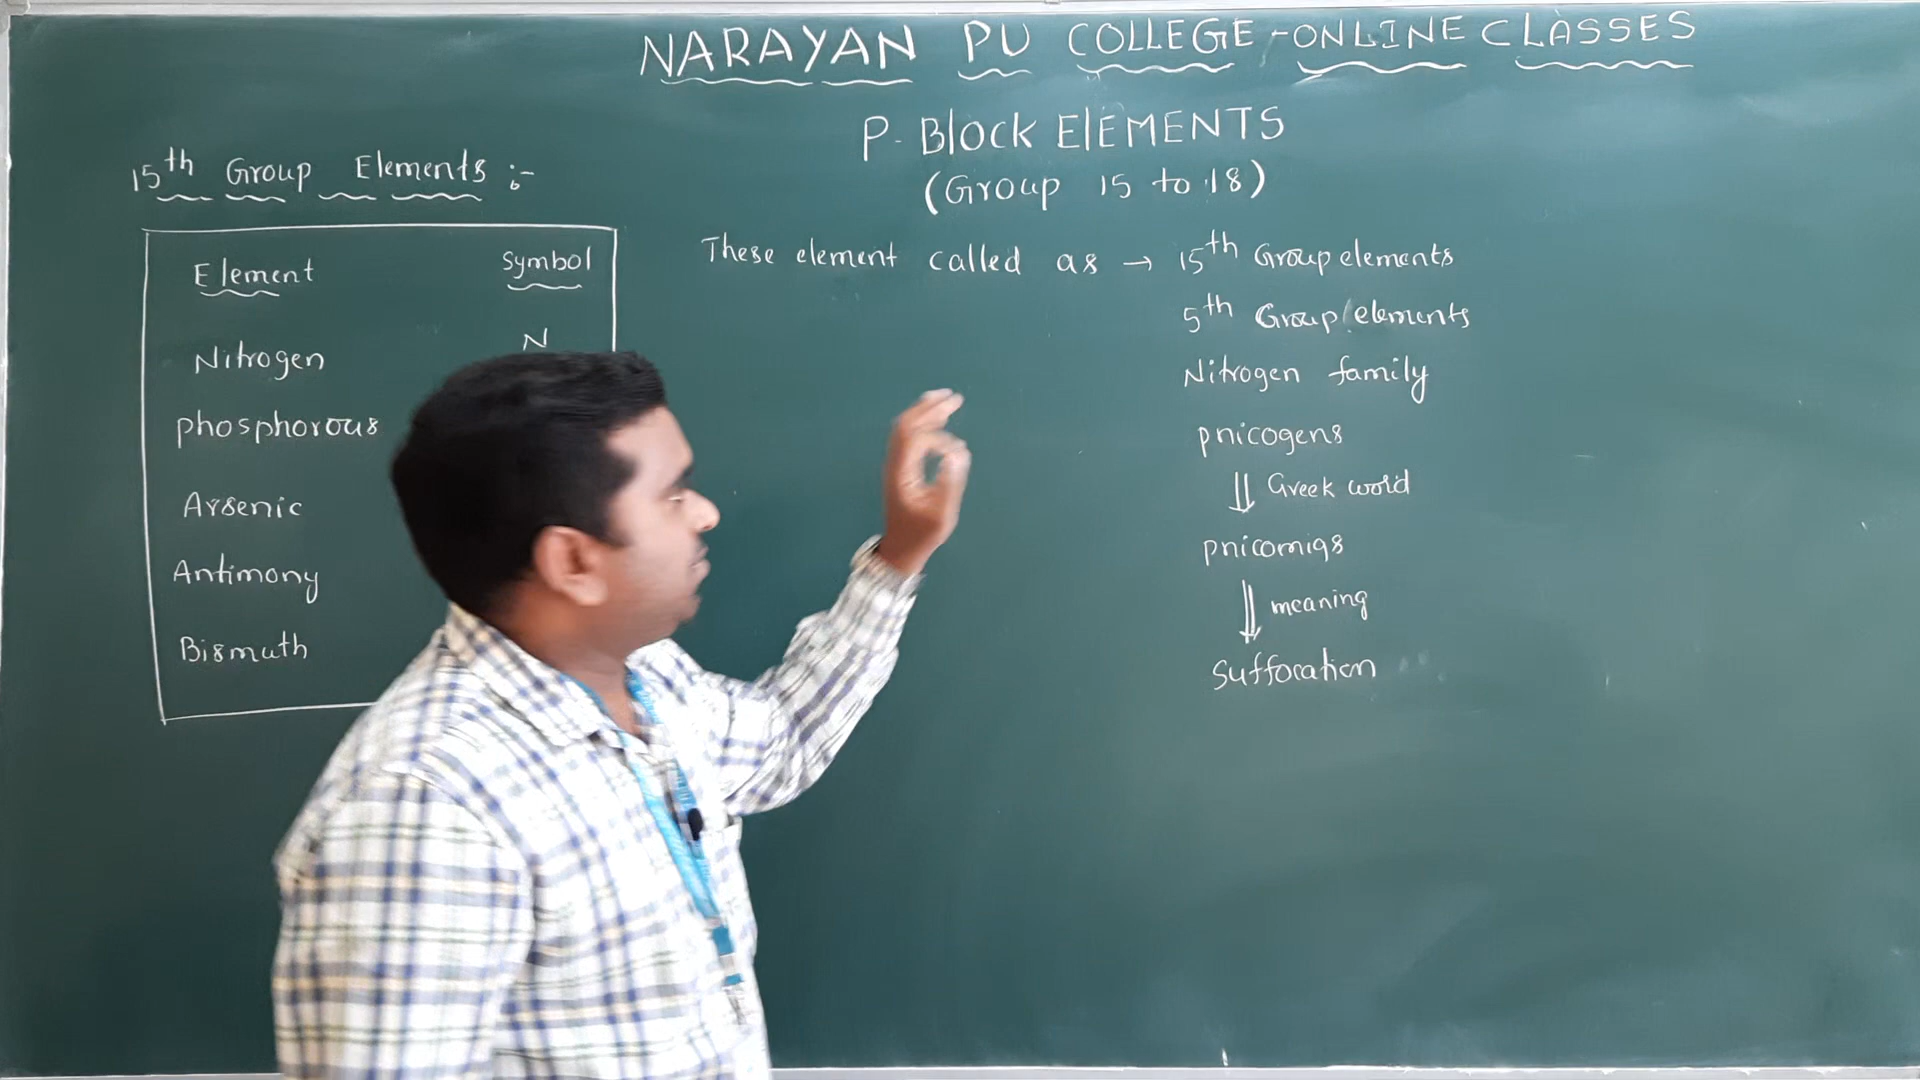 NARAYAN PU COLLEGE - ONLINE CLASSES
P- Block ElEMENTS
(Group 15 to 18)
15th Group Elements :-
Element Symbol
Nitrogen N
phosphorous
Arsenic
Antimony
Bismuth
These element called as → 15th Group elements
5th Group elements
Nitrogen family
pnicogens
⇓ Greek word
pnicomigs
⇓ meaning
Suffocation